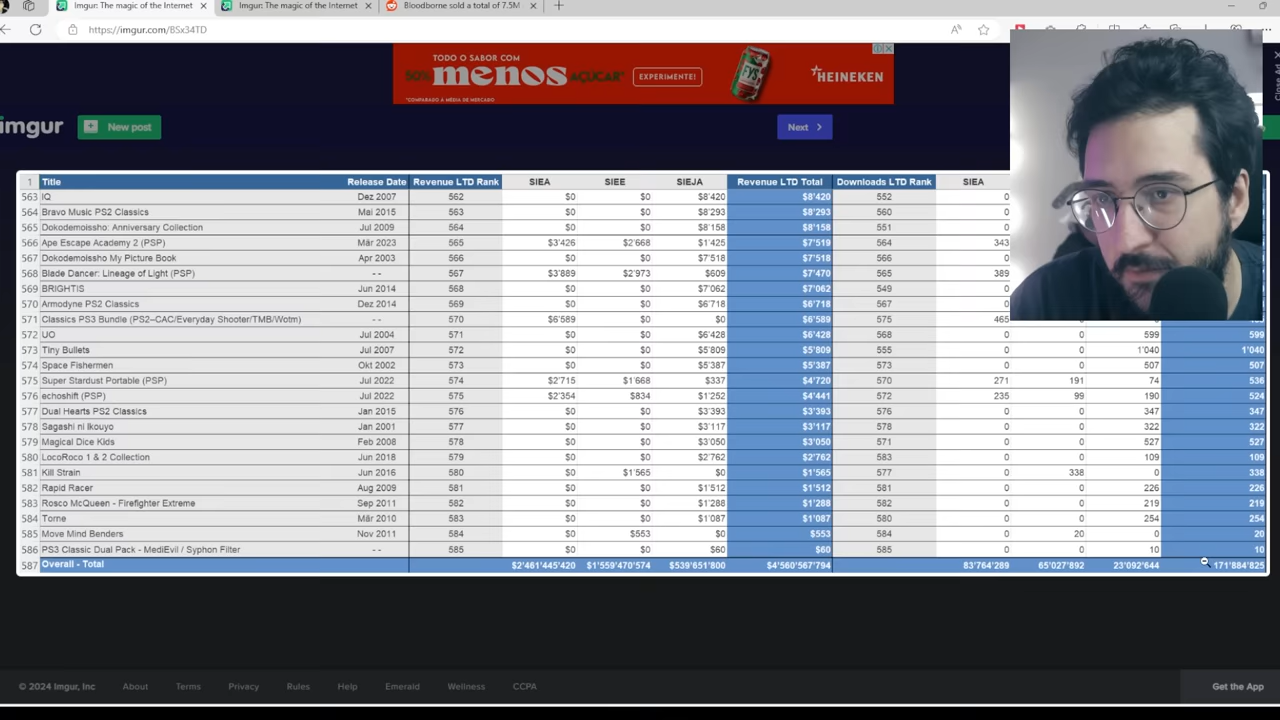 Imgur: The magic of the Internet
Imgur: The magic of the Internet
Bloodborne sold a total of 7.5M
https://imgur.com/BSx34TD
TODO O SABOR COM
menos
AÇÚCAR*
EXPERIMENTE!
HEINEKEN
FYS
*COMPARADO A MÉDIA DE MERCADO
imgur
New post
Next
Close
1 Title Release Date Revenue LTD Rank SIEA SIEE SIEJA Revenue LTD Total Downloads LTD Rank SIEA
563 IQ Dez 2007 562 $0 $0 $8'420 $8'420 552 0
564 Bravo Music PS2 Classics Mai 2015 563 $0 $0 $8'293 $8'293 560 0
565 Dokodemoissho: Anniversary Collection Jul 2009 564 $0 $0 $8'158 $8'158 551 0
566 Ape Escape Academy 2 (PSP) Mär 2023 565 $3'426 $2'668 $1'425 $7'519 564 343
567 Dokodemoissho My Picture Book Apr 2003 566 $0 $0 $7'518 $7'518 566 0
568 Blade Dancer: Lineage of Light (PSP) - - 567 $3'889 $2'973 $609 $7'470 565 389
569 BRIGHTIS Jun 2014 568 $0 $0 $7'062 $7'062 549 0
570 Armodyne PS2 Classics Dez 2014 569 $0 $0 $6'718 $6'718 567 0
571 Classics PS3 Bundle (PS2–CAC/Everyday Shooter/TMB/Wotm) - - 570 $6'589 $0 $0 $6'589 575 465
572 UO Jul 2004 571 $0 $0 $6'428 $6'428 568 0 0 599 599
573 Tiny Bullets Jul 2007 572 $0 $0 $5'809 $5'809 555 0 0 1'040 1'040
574 Space Fishermen Okt 2002 573 $0 $0 $5'387 $5'387 562 0 0 507 507
575 Super Stardust Portable (PSP) Jul 2022 574 $2'715 $1'668 $337 $4'720 570 271 191 74 536
576 echoshift (PSP) Jul 2022 575 $2'354 $834 $1'252 $4'441 572 235 99 190 524
577 Dual Hearts PS2 Classics Jan 2015 576 $0 $0 $3'393 $3'393 576 0 0 347 347
578 Sagashi ni Ikouyo Jan 2001 577 $0 $0 $3'117 $3'117 578 0 0 322 322
579 Magical Dice Kids Feb 2008 578 $0 $0 $3'050 $3'050 571 0 0 527 527
580 LocoRoco 1 & 2 Collection Jun 2018 579 $0 $0 $2'762 $2'762 583 0 0 109 109
581 Kill Strain Jun 2016 580 $0 $1'565 $0 $1'565 577 0 338 0 338
582 Rapid Racer Aug 2009 581 $0 $0 $1'512 $1'512 581 0 0 226 226
583 Rosco McQueen - Firefighter Extreme Sep 2011 582 $0 $0 $1'288 $1'288 582 0 0 219 219
584 Torne Mär 2010 583 $0 $0 $1'087 $1'087 580 0 0 254 254
585 Move Mind Benders Nov 2011 584 $0 $553 $0 $553 584 0 20 0 20
586 PS3 Classic Dual Pack - MediEvil / Syphon Filter - - 585 $0 $0 $60 $60 585 0 0 10 10
587 Overall - Total $2'461'445'420 $1'559'470'574 $539'651'800 $4'560'567'794 83'764'289 65'027'892 23'092'644 171'884'825
© 2024 Imgur, Inc About Terms Privacy Rules Help Emerald Wellness CCPA Get the App